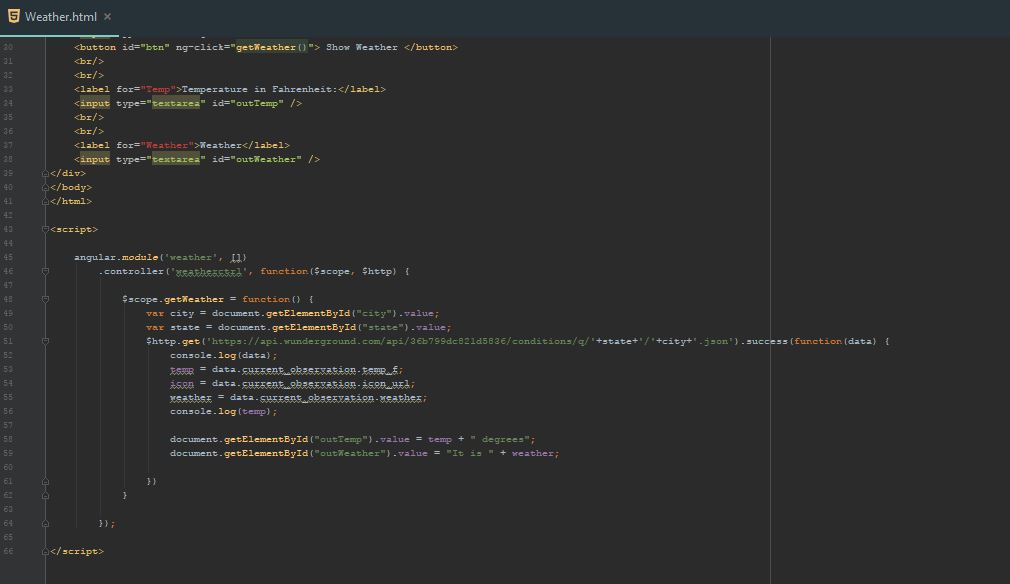 Weather.html ×
30 <button id="btn" ng-click="getWeather()"> Show Weather </button>
31 <br/>
32 <br/>
33 <label for="Temp">Temperature in Fahrenheit:</label>
34 <input type="textarea" id="outTemp" />
35 <br/>
36 <br/>
37 <label for="Weather">Weather</label>
38 <input type="textarea" id="outWeather" />
39 </div>
40 </body>
41 </html>
42
43 <script>
44
45 angular.module('weather', [])
46 .controller('weatherctrl', function($scope, $http) {
47
48 $scope.getWeather = function() {
49 var city = document.getElementById("city").value;
50 var state = document.getElementById("state").value;
51 $http.get('https://api.wunderground.com/api/36b799dc821d5836/conditions/q/'+state+'/'+city+'.json').success(function(data) {
52 console.log(data);
53 temp = data.current_observation.temp_f;
54 icon = data.current_observation.icon_url;
55 weather = data.current_observation.weather;
56 console.log(temp);
57
58 document.getElementById("outTemp").value = temp + " degrees";
59 document.getElementById("outWeather").value = "It is " + weather;
60
61 })
62 }
63
64 });
65
66 </script>